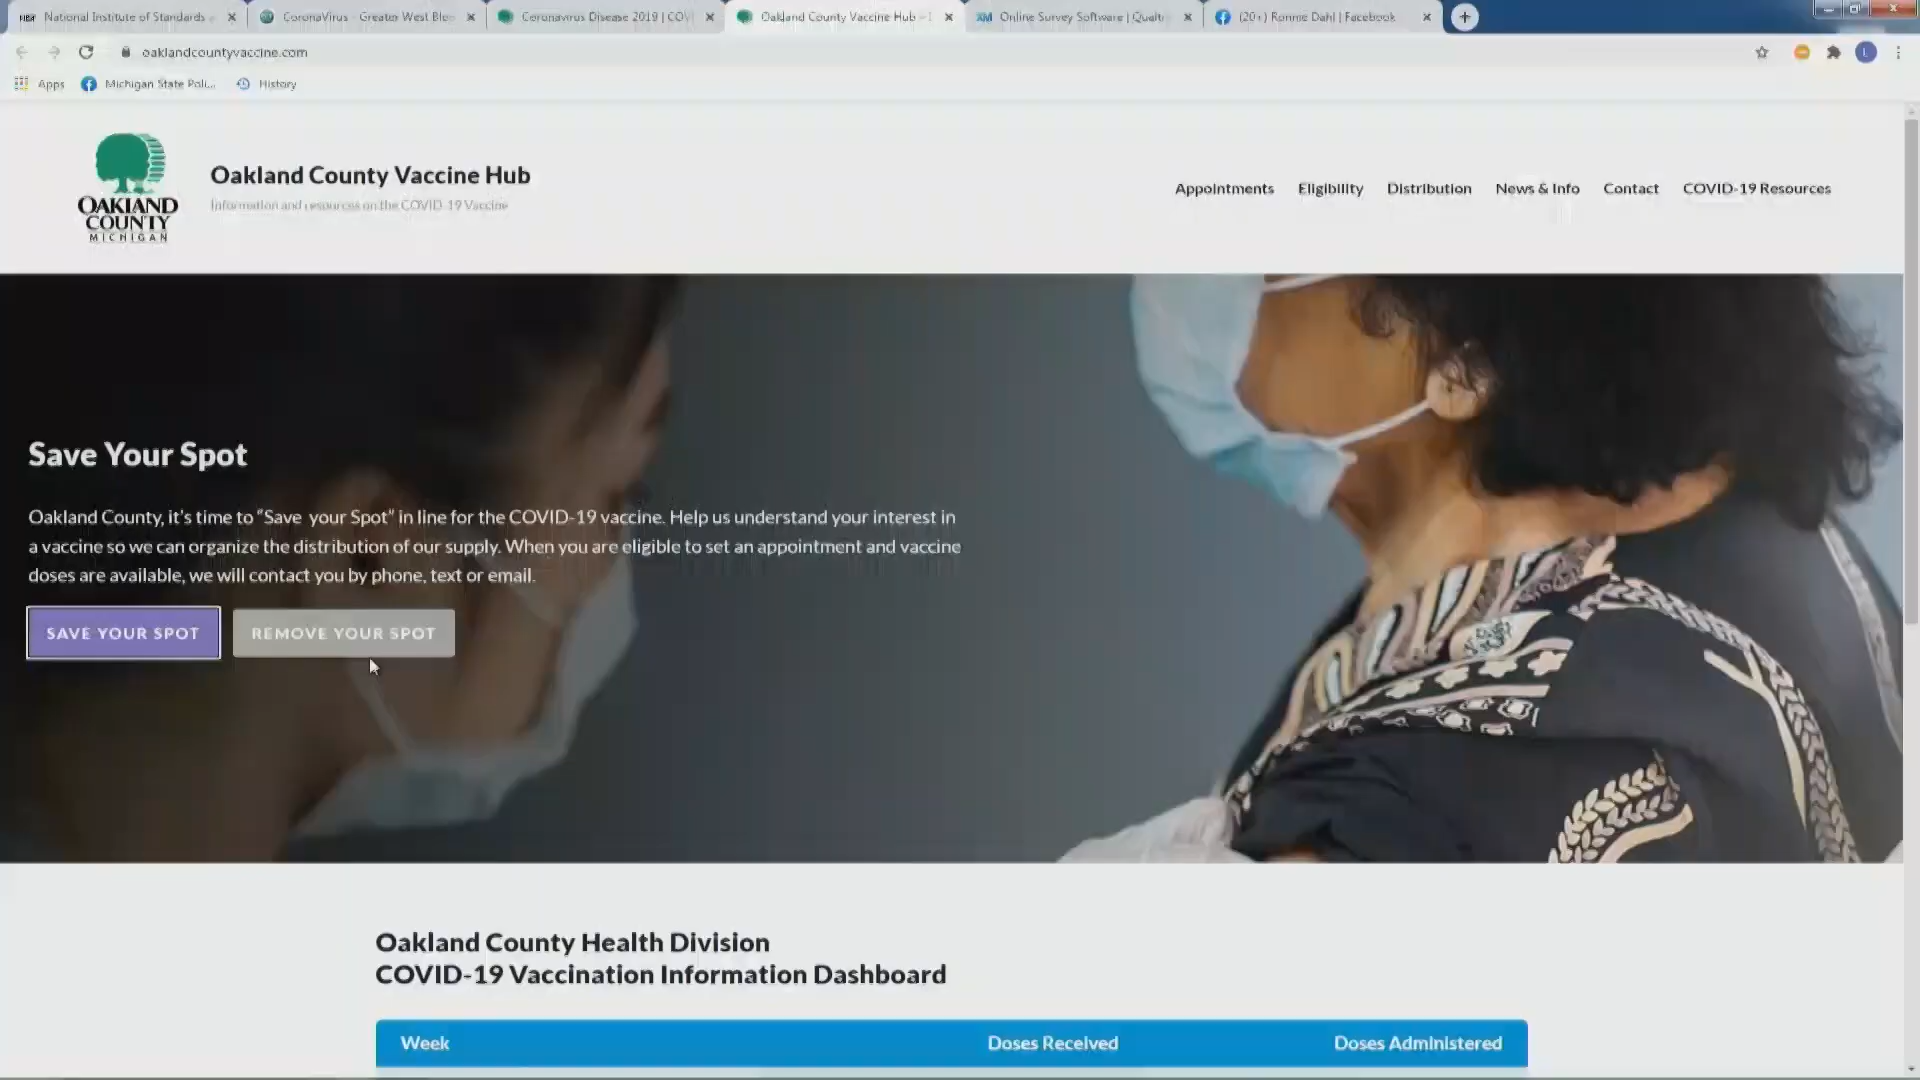 National Institute of Standards a
CoronaVirus - Greater West Bloo
Coronavirus Disease 2019 | COV
Oakland County Vaccine Hub - I
Online Survey Software | Qualtr
(20+) Ronnie Dahl | Facebook
oaklandcountyvaccine.com
L
Apps
Michigan State Poli...
History
OAKLAND
COUNTY
MICHIGAN
Oakland County Vaccine Hub
Information and resources on the COVID-19 Vaccine
Appointments Eligibility Distribution News & Info Contact COVID-19 Resources
Save Your Spot
Oakland County, it's time to “Save your Spot” in line for the COVID-19 vaccine. Help us understand your interest in
a vaccine so we can organize the distribution of our supply. When you are eligible to set an appointment and vaccine
doses are available, we will contact you by phone, text or email.
SAVE YOUR SPOT
REMOVE YOUR SPOT
Oakland County Health Division
COVID-19 Vaccination Information Dashboard
Week Doses Received Doses Administered